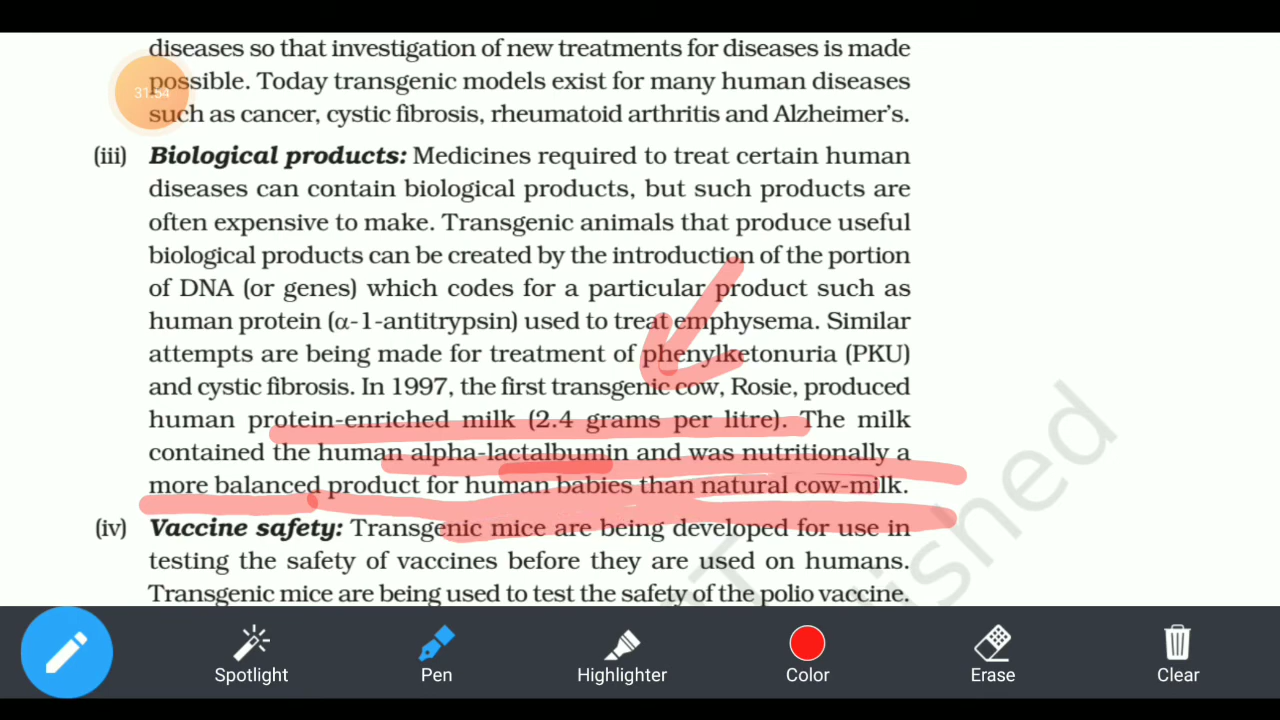 diseases so that investigation of new treatments for diseases is made
31:54
possible. Today transgenic models exist for many human diseases
such as cancer, cystic fibrosis, rheumatoid arthritis and Alzheimer's.
(iii) Biological products: Medicines required to treat certain human
diseases can contain biological products, but such products are
often expensive to make. Transgenic animals that produce useful
biological products can be created by the introduction of the portion
of DNA (or genes) which codes for a particular product such as
human protein (α-1-antitrypsin) used to treat emphysema. Similar
attempts are being made for treatment of phenylketonuria (PKU)
and cystic fibrosis. In 1997, the first transgenic cow, Rosie, produced
human protein-enriched milk (2.4 grams per litre). The milk
contained the human alpha-lactalbumin and was nutritionally a
more balanced product for human babies than natural cow-milk.
(iv) Vaccine safety: Transgenic mice are being developed for use in
testing the safety of vaccines before they are used on humans.
Transgenic mice are being used to test the safety of the polio vaccine.
Spotlight
Pen
Highlighter
Color
Erase
Clear